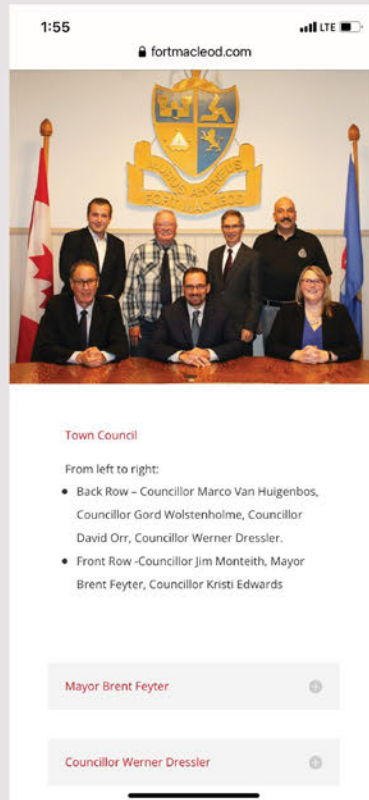 1:55
LTE
fortmacleod.com
FORT MACLEOD
Town Council
From left to right:
• Back Row – Councillor Marco Van Huigenbos,
Councillor Gord Wolstenholme, Councillor
David Orr, Councillor Werner Dressler.
• Front Row -Councillor Jim Monteith, Mayor
Brent Feyter, Councillor Kristi Edwards
Mayor Brent Feyter
Councillor Werner Dressler